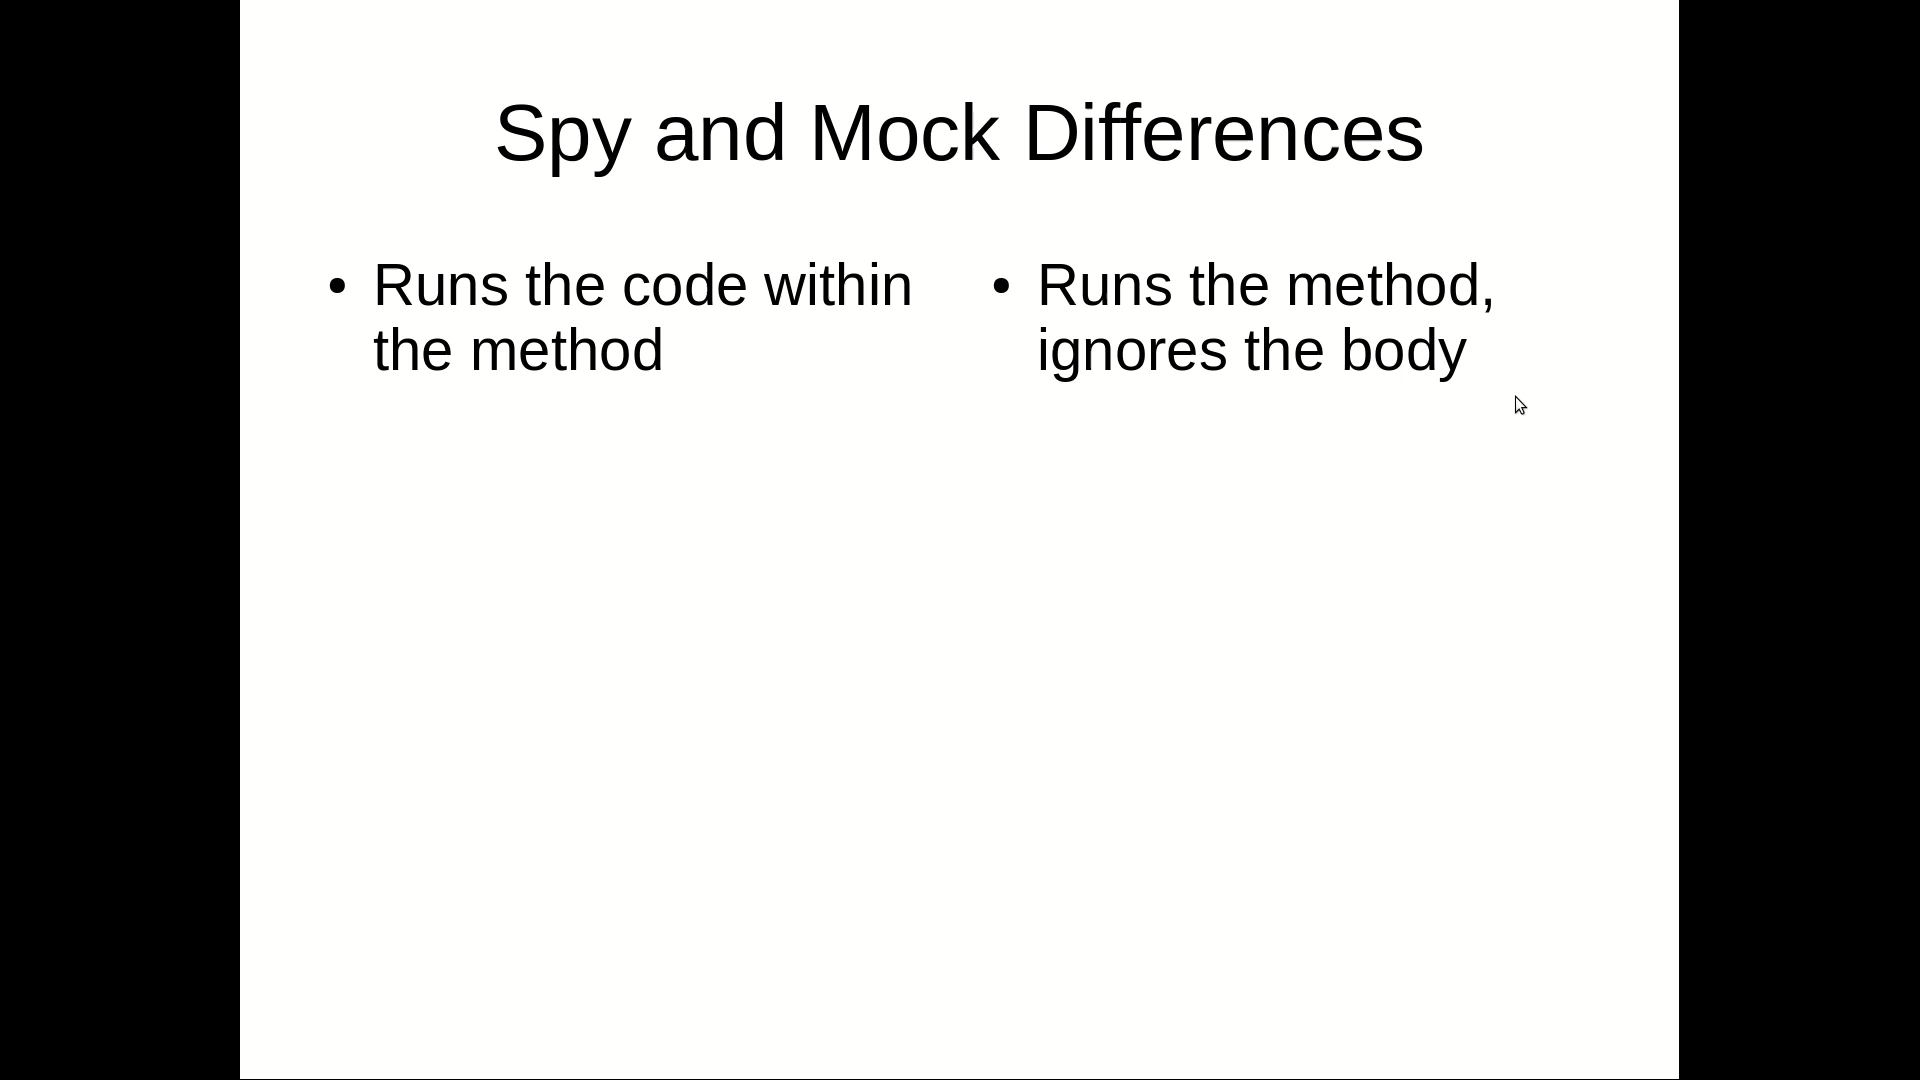 Spy and Mock Differences
• Runs the code within
the method
• Runs the method,
ignores the body